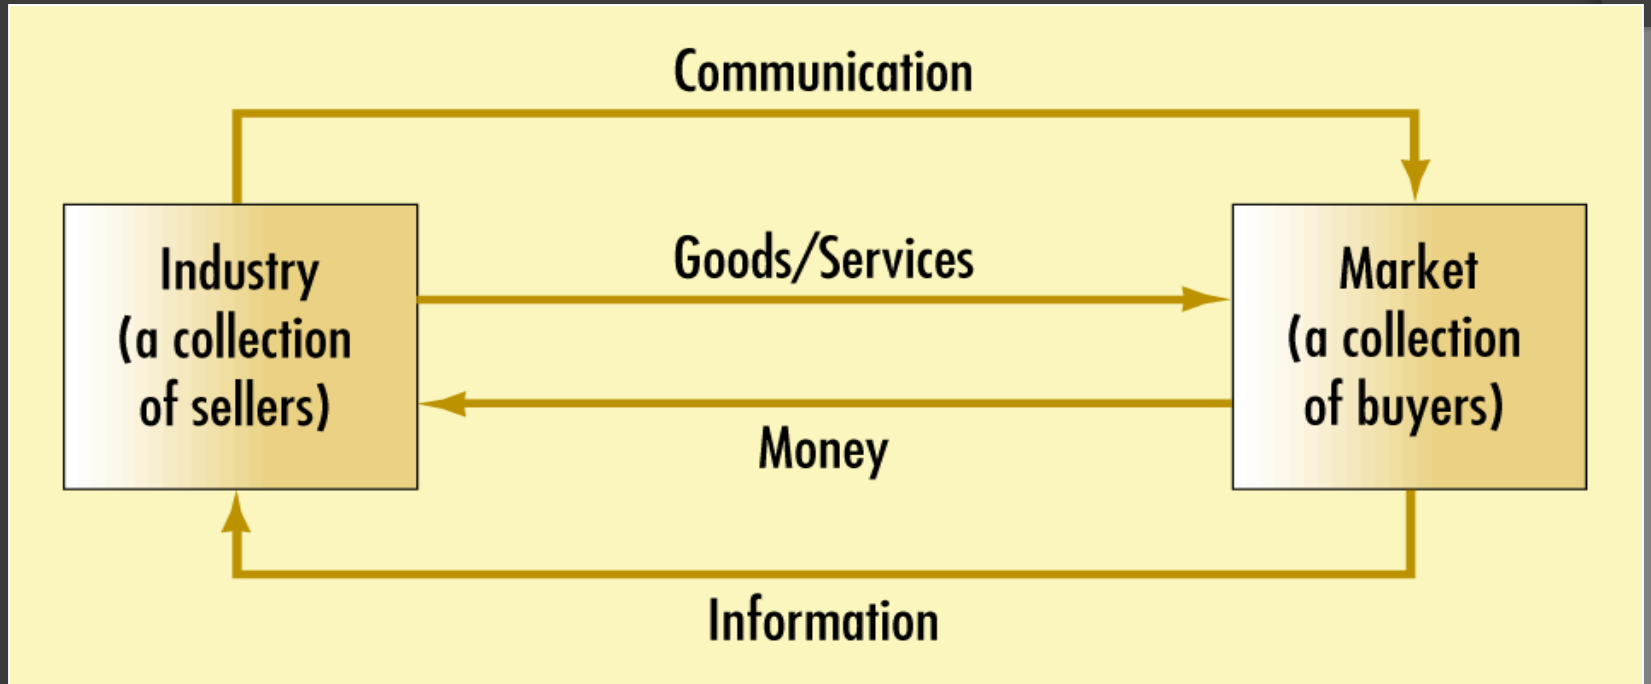 Communication
Industry
(a collection
of sellers)
Goods/Services
Money
Market
(a collection
of buyers)
Information